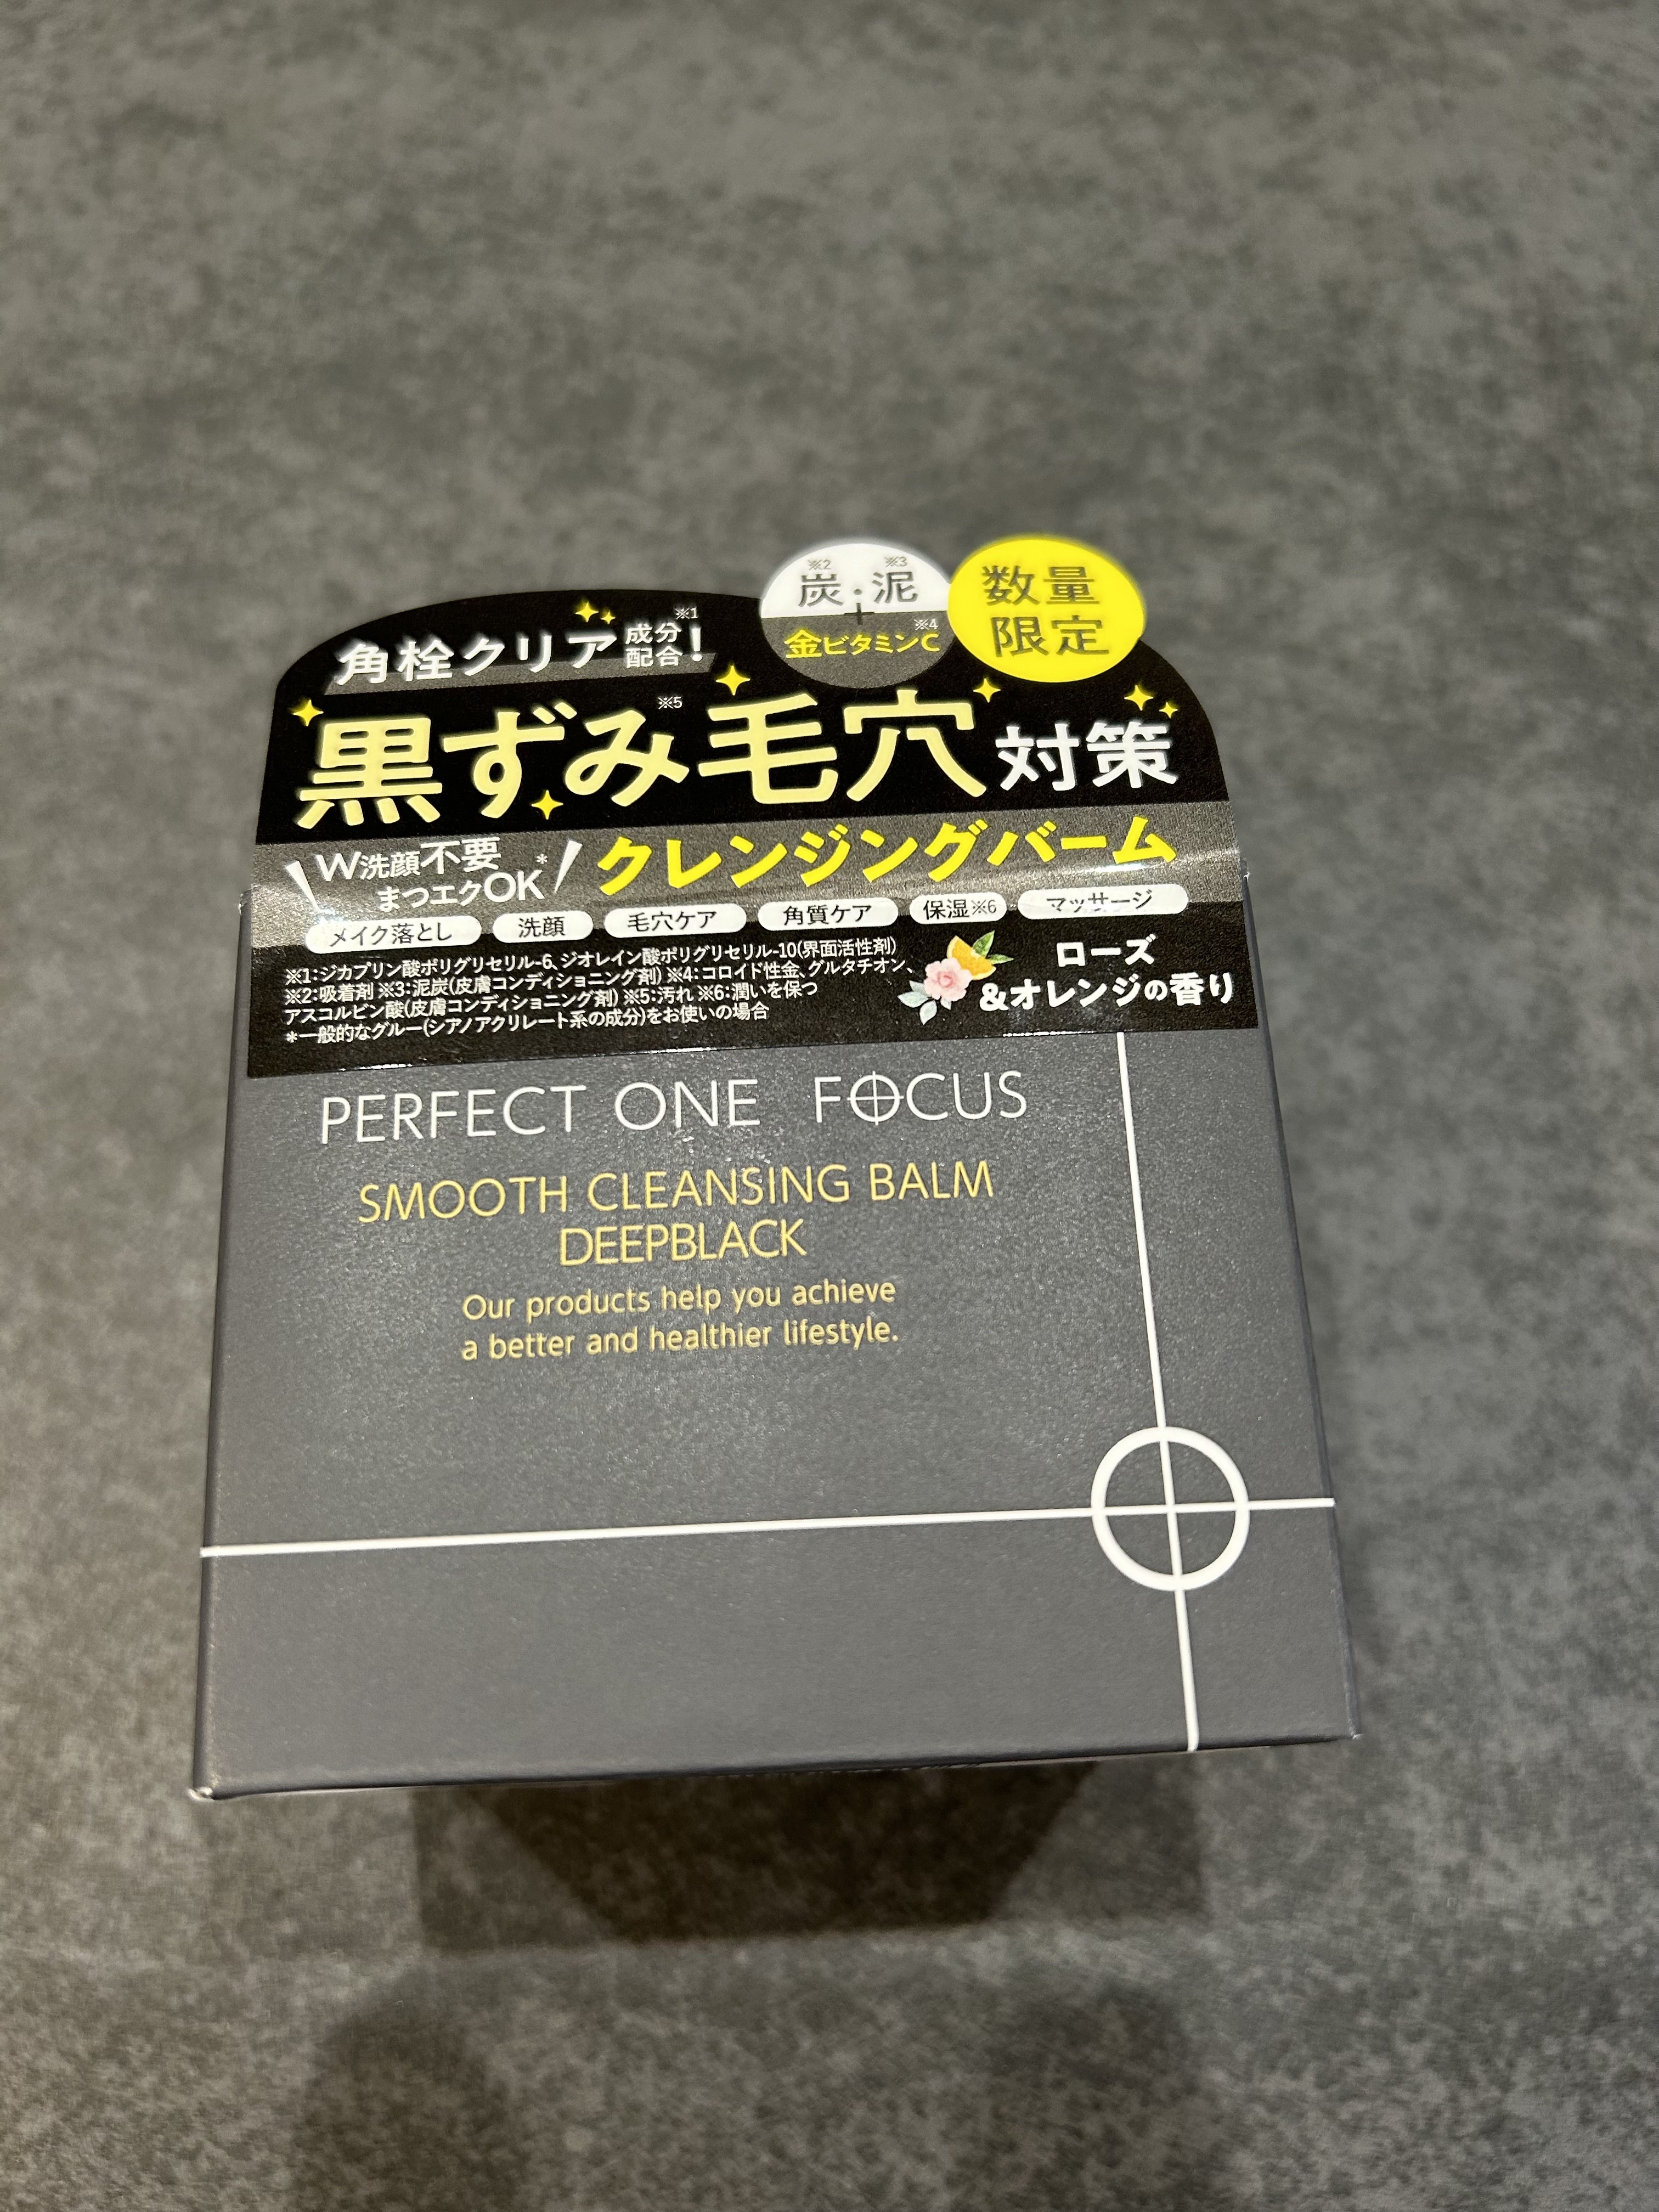 ※2 ※3
炭・泥
+
金ビタミンC※4
数量
限定
角栓クリア成分配合!※1
黒ずみ※5毛穴対策
W洗顔不要
まつエクOK*
クレンジングバーム
メイク落とし 洗顔 毛穴ケア 角質ケア 保湿※6 マッサージ
※1:ジカプリン酸ポリグリセリル-6、ジオレイン酸ポリグリセリル-10(界面活性剤)
※2:吸着剤 ※3:泥炭(皮膚コンディショニング剤) ※4:コロイド性金、グルタチオン、
アスコルビン酸(皮膚コンディショニング剤) ※5:汚れ ※6:潤いを保つ
*一般的なグルー(シアノアクリレート系の成分)をお使いの場合
ローズ
&オレンジの香り
PERFECT ONE FOCUS
SMOOTH CLEANSING BALM
DEEPBLACK
Our products help you achieve
a better and healthier lifestyle.